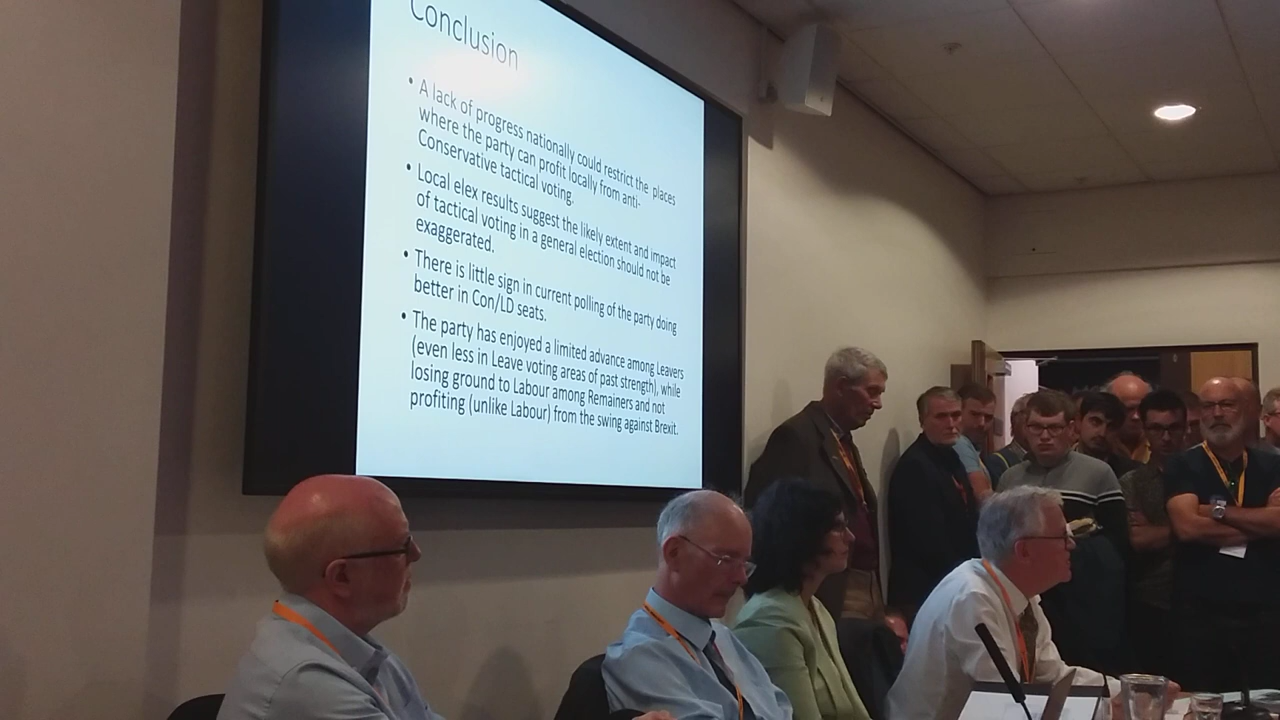 Conclusion
• A lack of progress nationally could restrict the places
where the party can profit locally from anti-
Conservative tactical voting.
• Local elex results suggest the likely extent and impact
of tactical voting in a general election should not be
exaggerated.
• There is little sign in current polling of the party doing
better in Con/LD seats.
• The party has enjoyed a limited advance among Leavers
(even less in Leave voting areas of past strength), while
losing ground to Labour among Remainers and not
profiting (unlike Labour) from the swing against Brexit.